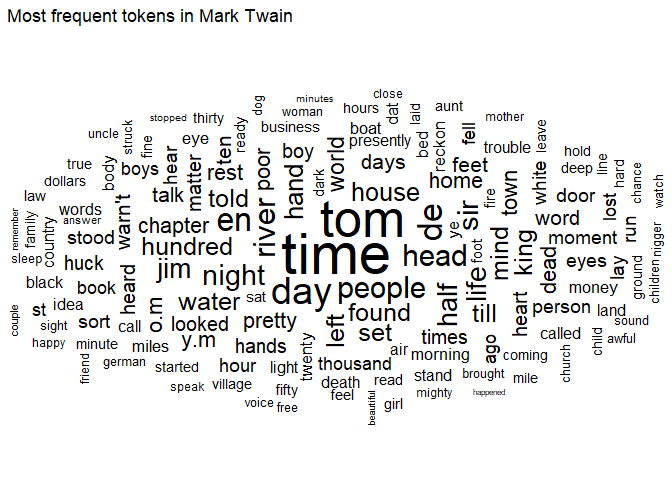 Most frequent tokens in Mark Twain
close
minutes
dog
woman
hours
dat
laid
aunt
stopped
thirty
business
boat
presently
bed
reckon
fell
mother
uncle
struck
fine
eye
ready
ten
poor
boy
world
days
feet
trouble
leave
hold
line
true
body
boys
hear
matter
rest
hand
dark
house
home
fire
town
white
deep
hard
dollars
law
words
warn't
talk
told
river
tom
de
ye
sir
door
lost
chance
watch
remember
family
answer
country
stood
chapter
en
hundred
time
head
foot
mind
king
word
moment
run
sleep
huck
heard
jim
night
people
life
dead
eyes
lay
ground
children
nigger
black
book
o.m
water
sat
day
half
till
heart
person
money
land
st
idea
sort
call
looked
pretty
left
found
set
times
ago
called
sound
couple
sight
happy
minute
miles
y.m
hands
twenty
thousand
air
morning
coming
church
child
awful
friend
german
started
hour
light
death
read
stand
brought
mile
speak
village
fifty
feel
beautiful
girl
mighty
happened
voice
free